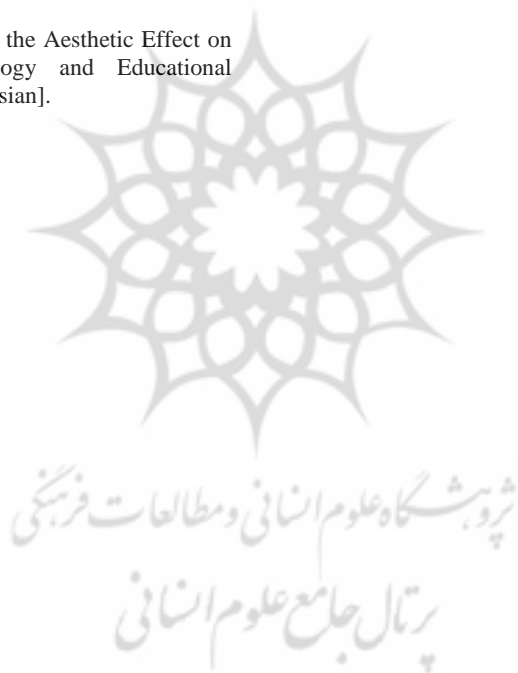 the Aesthetic Effect on
ogy and Educational
sian].
پژوهشگاه علوم انسانی و مطالعات فرهنگی
پرتال جامع علوم انسانی